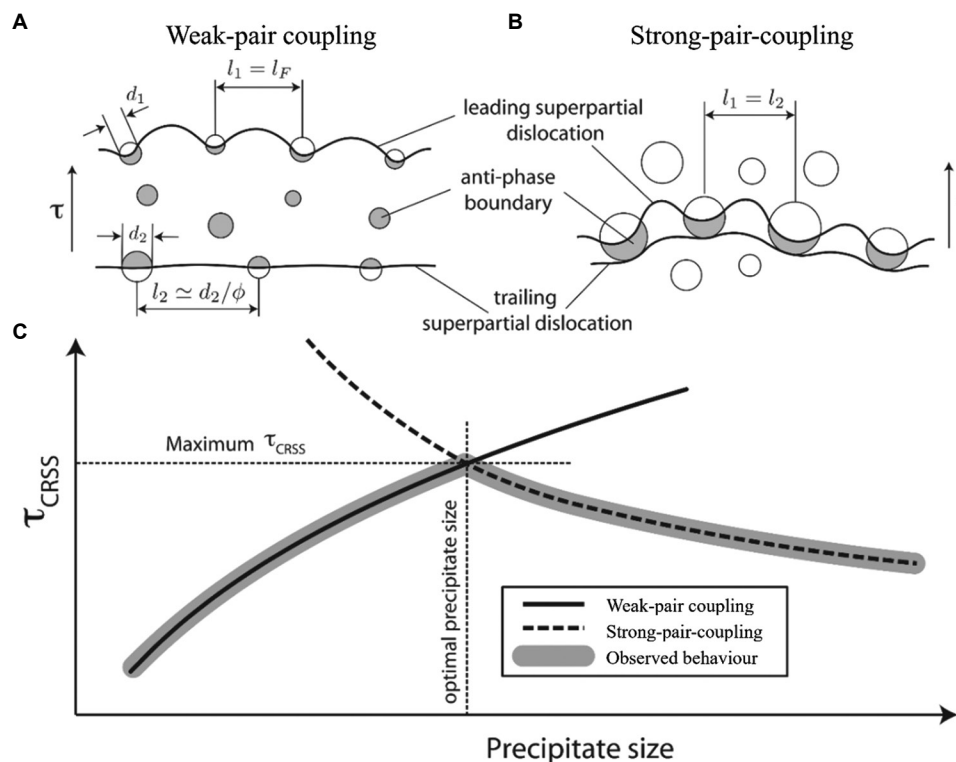 A
Weak-pair coupling
l₁ = l_F
d₁
τ
d₂
l₂ ≃ d₂/ϕ
leading superpartial
dislocation
anti-phase
boundary
trailing
superpartial dislocation
B
Strong-pair-coupling
l₁ = l₂
C
τCRSS
Maximum τCRSS
optimal precipitate size
Weak-pair coupling
Strong-pair-coupling
Observed behaviour
Precipitate size